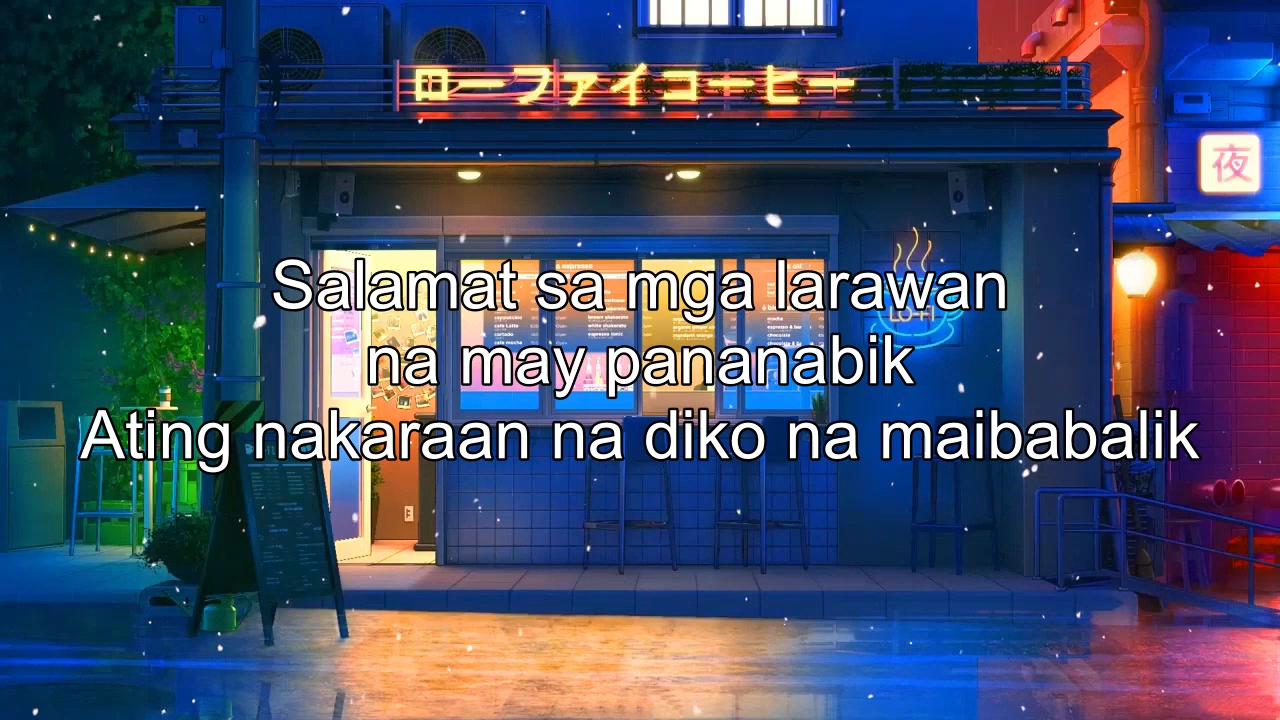 ローファイコーヒー
夜
Salamat sa mga larawan
LO-FI
na may pananabik
Ating nakaraan na diko na maibabalik